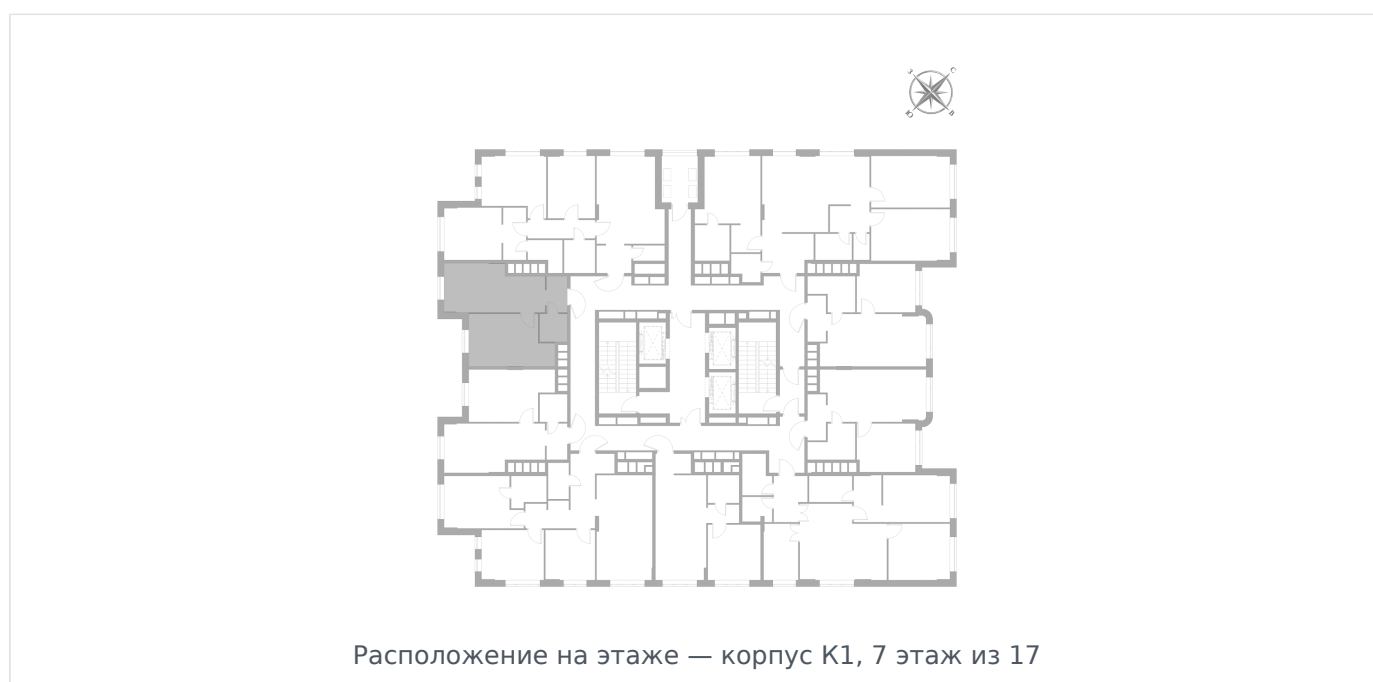 З С
Ю В
Расположение на этаже — корпус К1, 7 этаж из 17